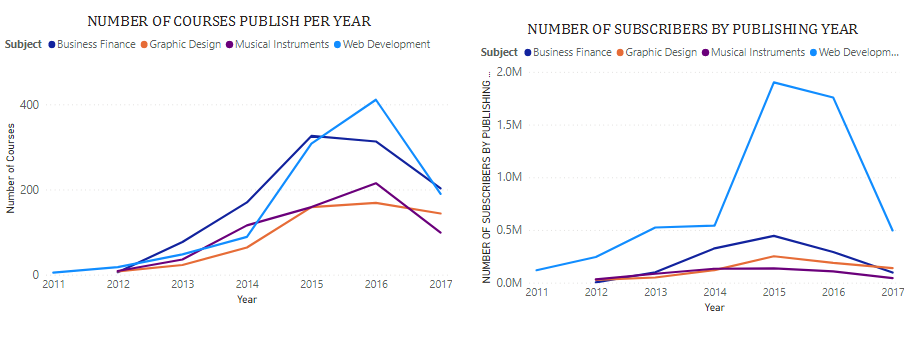 NUMBER OF COURSES PUBLISH PER YEAR
Subject Business Finance Graphic Design Musical Instruments Web Development
Number of Courses
400
200
0
2011 2012 2013 2014 2015 2016 2017
Year
NUMBER OF SUBSCRIBERS BY PUBLISHING YEAR
Subject Business Finance Graphic Design Musical Instruments Web Developm...
NUMBER OF SUBSCRIBERS BY PUBLISHING ...
2.0M
1.5M
1.0M
0.5M
0.0M
2011 2012 2013 2014 2015 2016 2017
Year